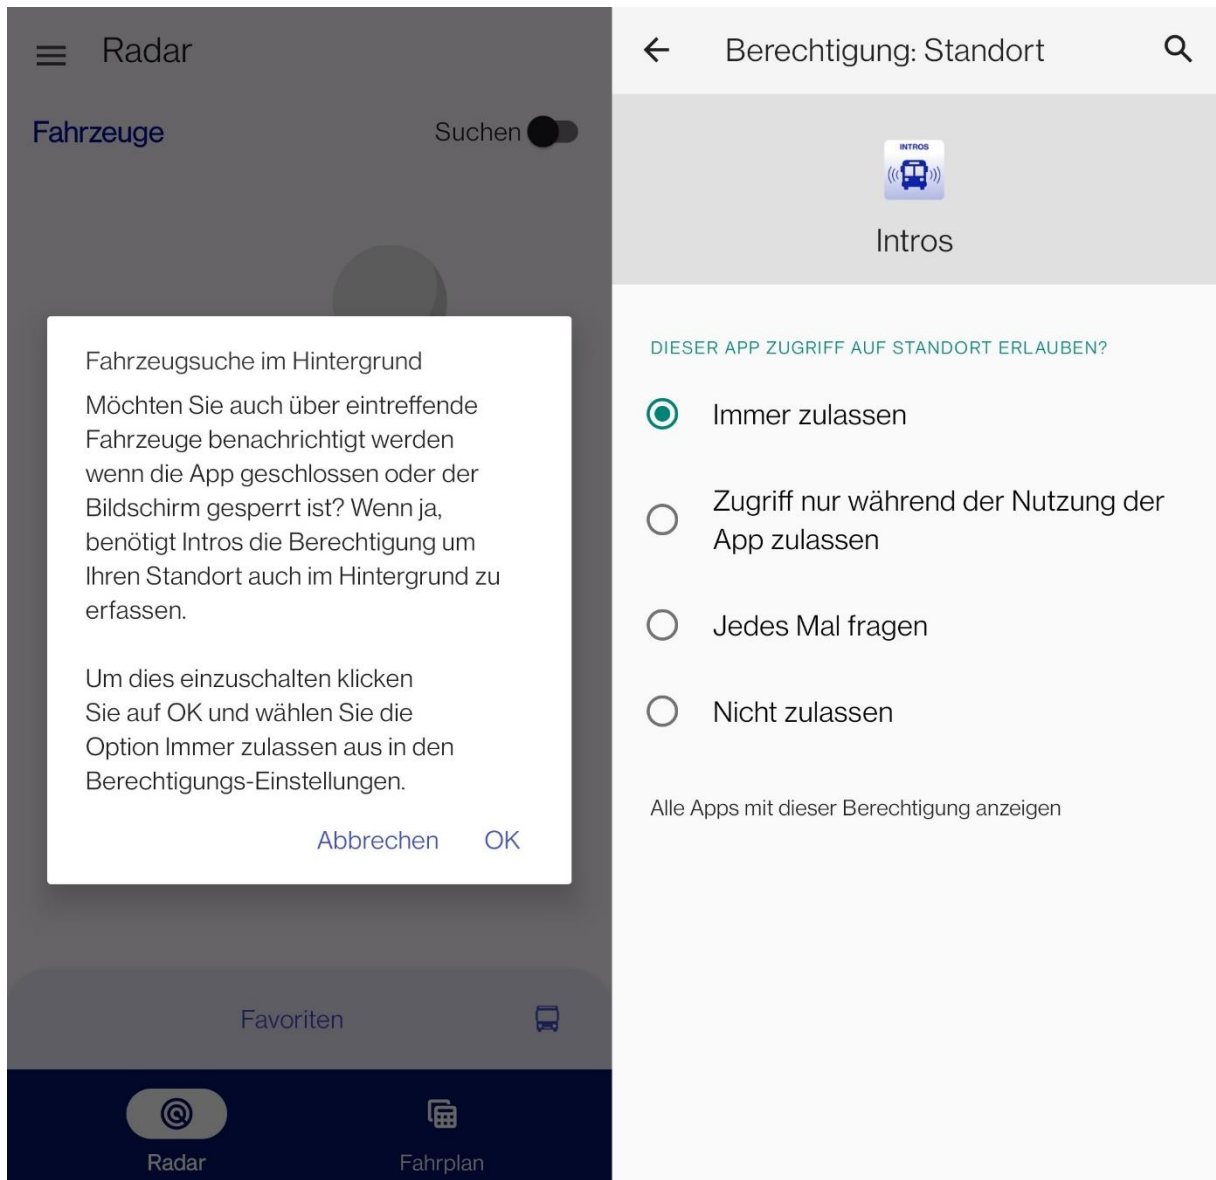 Radar
Fahrzeuge
Suchen
Fahrzeugsuche im Hintergrund
Möchten Sie auch über eintreffende
Fahrzeuge benachrichtigt werden
wenn die App geschlossen oder der
Bildschirm gesperrt ist? Wenn ja,
benötigt Intros die Berechtigung um
Ihren Standort auch im Hintergrund zu
erfassen.
Um dies einzuschalten klicken
Sie auf OK und wählen Sie die
Option Immer zulassen aus in den
Berechtigungs-Einstellungen.
Abbrechen
OK
Favoriten
Radar
Fahrplan
Berechtigung: Standort
INTROS
Intros
DIESER APP ZUGRIFF AUF STANDORT ERLAUBEN?
Immer zulassen
Zugriff nur während der Nutzung der
App zulassen
Jedes Mal fragen
Nicht zulassen
Alle Apps mit dieser Berechtigung anzeigen